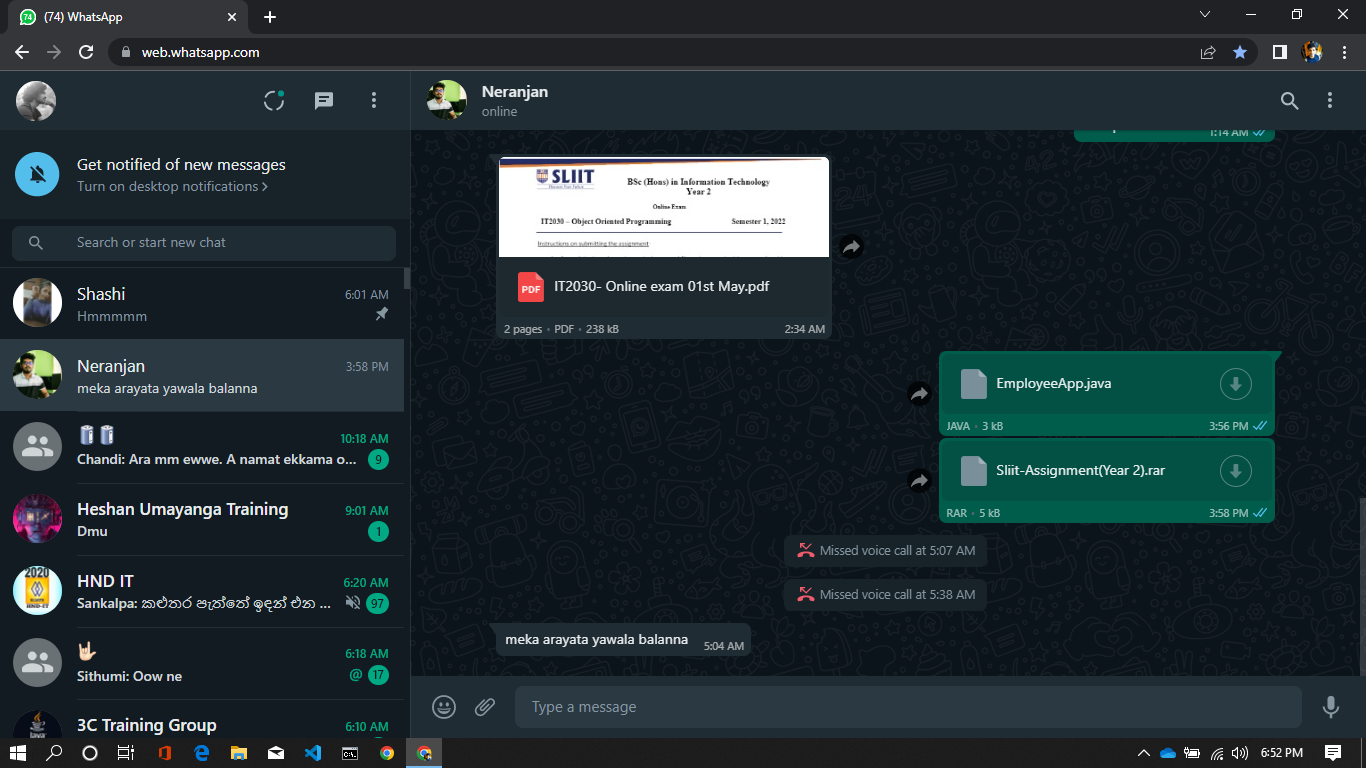 (74) WhatsApp
web.whatsapp.com
Get notified of new messages
Turn on desktop notifications
Search or start new chat
Shashi
6:01 AM
Hmmmmm
Neranjan
3:58 PM
meka arayata yawala balanna
10:18 AM
Chandi: Ara mm ewwe. A namat ekkama o...
9
Heshan Umayanga Training
9:01 AM
Dmu
1
HND IT
6:20 AM
Sankalpa: කළුතර පැත්තේ ඉඳන් එන ...
97
6:18 AM
Sithumi: Oow ne
@ 17
3C Training Group
6:10 AM
Neranjan
online
1:14 AM
SLIIT
BSc (Hons) in Information Technology
Year 2
Online Exam
IT2030 – Object Oriented Programming
Semester 1, 2022
Instructions on submitting the assignment
PDF
IT2030- Online exam 01st May.pdf
2 pages • PDF • 238 kB
2:34 AM
EmployeeApp.java
JAVA • 3 kB
3:56 PM
Sliit-Assignment(Year 2).rar
RAR • 5 kB
3:58 PM
Missed voice call at 5:07 AM
Missed voice call at 5:38 AM
meka arayata yawala balanna
5:04 AM
Type a message
6:52 PM